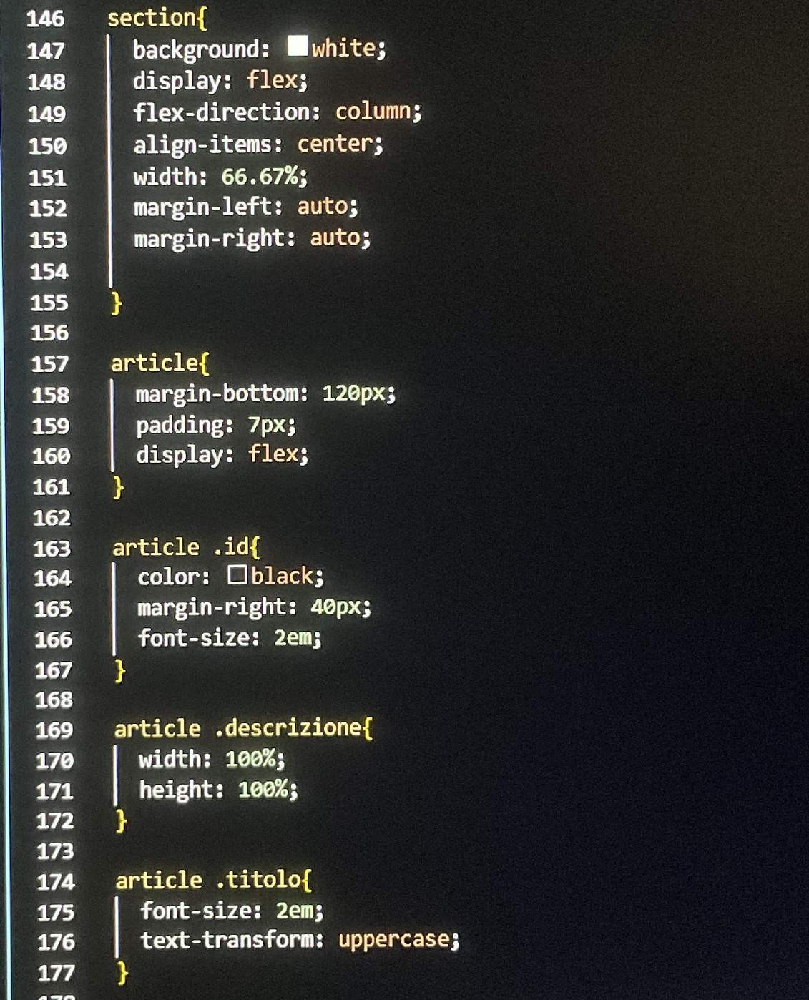 146 section{
147 background: white;
148 display: flex;
149 flex-direction: column;
150 align-items: center;
151 width: 66.67%;
152 margin-left: auto;
153 margin-right: auto;
154
155 }
156
157 article{
158 margin-bottom: 120px;
159 padding: 7px;
160 display: flex;
161 }
162
163 article .id{
164 color: black;
165 margin-right: 40px;
166 font-size: 2em;
167 }
168
169 article .descrizione{
170 width: 100%;
171 height: 100%;
172 }
173
174 article .titolo{
175 font-size: 2em;
176 text-transform: uppercase;
177 }